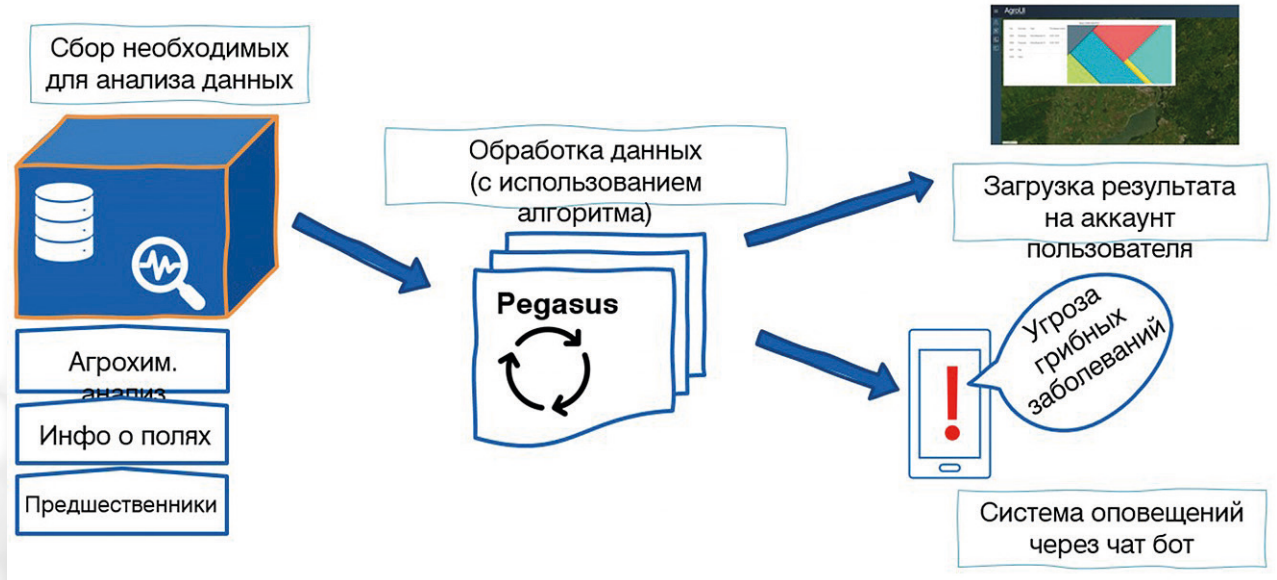 Сбор необходимых
для анализа данных
Агрохим.
анализ
Инфо о полях
Предшественники
Обработка данных
(с использованием
алгоритма)
Pegasus
AgroUI
Загрузка результата
на аккаунт
пользователя
Угроза
грибных
заболеваний
Система оповещений
через чат бот